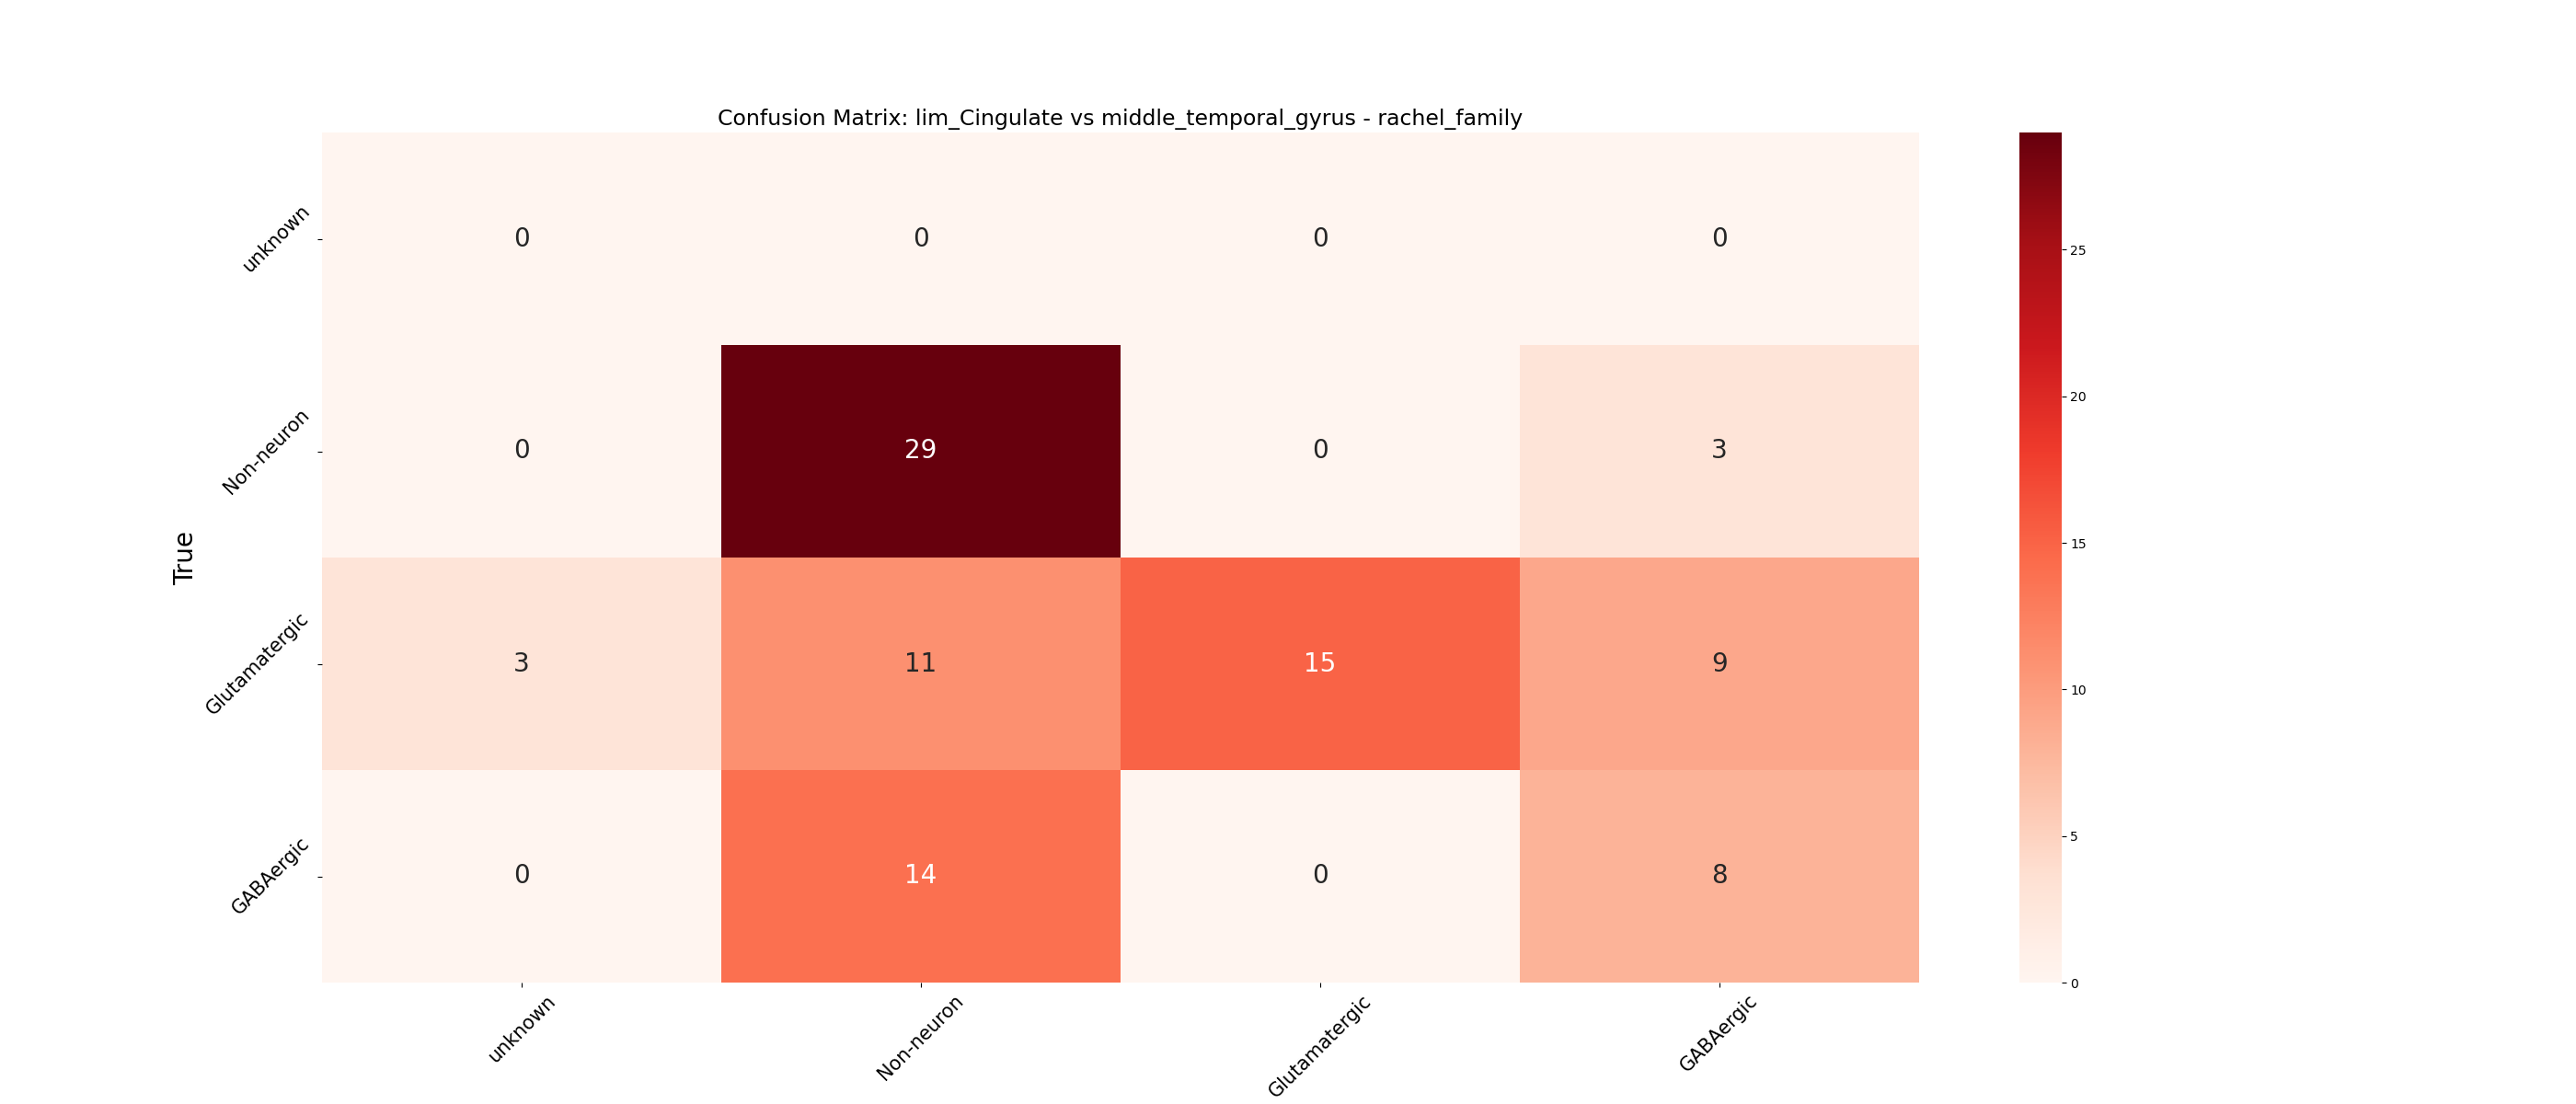 Confusion Matrix: lim_Cingulate vs middle_temporal_gyrus - rachel_family
True
unknown
0 0 0 0
Non-neuron
0 29 0 3
Glutamatergic
3 11 15 9
GABAergic
0 14 0 8
unknown Non-neuron Glutamatergic GABAergic
25
20
15
10
5
0